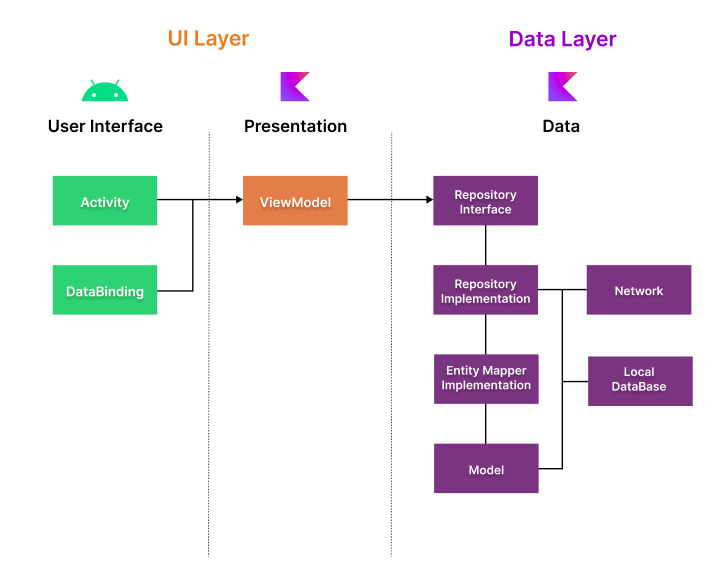 UI Layer
Data Layer
User Interface
Presentation
Data
Activity
ViewModel
Repository
Interface
DataBinding
Repository
Implementation
Network
Entity Mapper
Implementation
Local
DataBase
Model